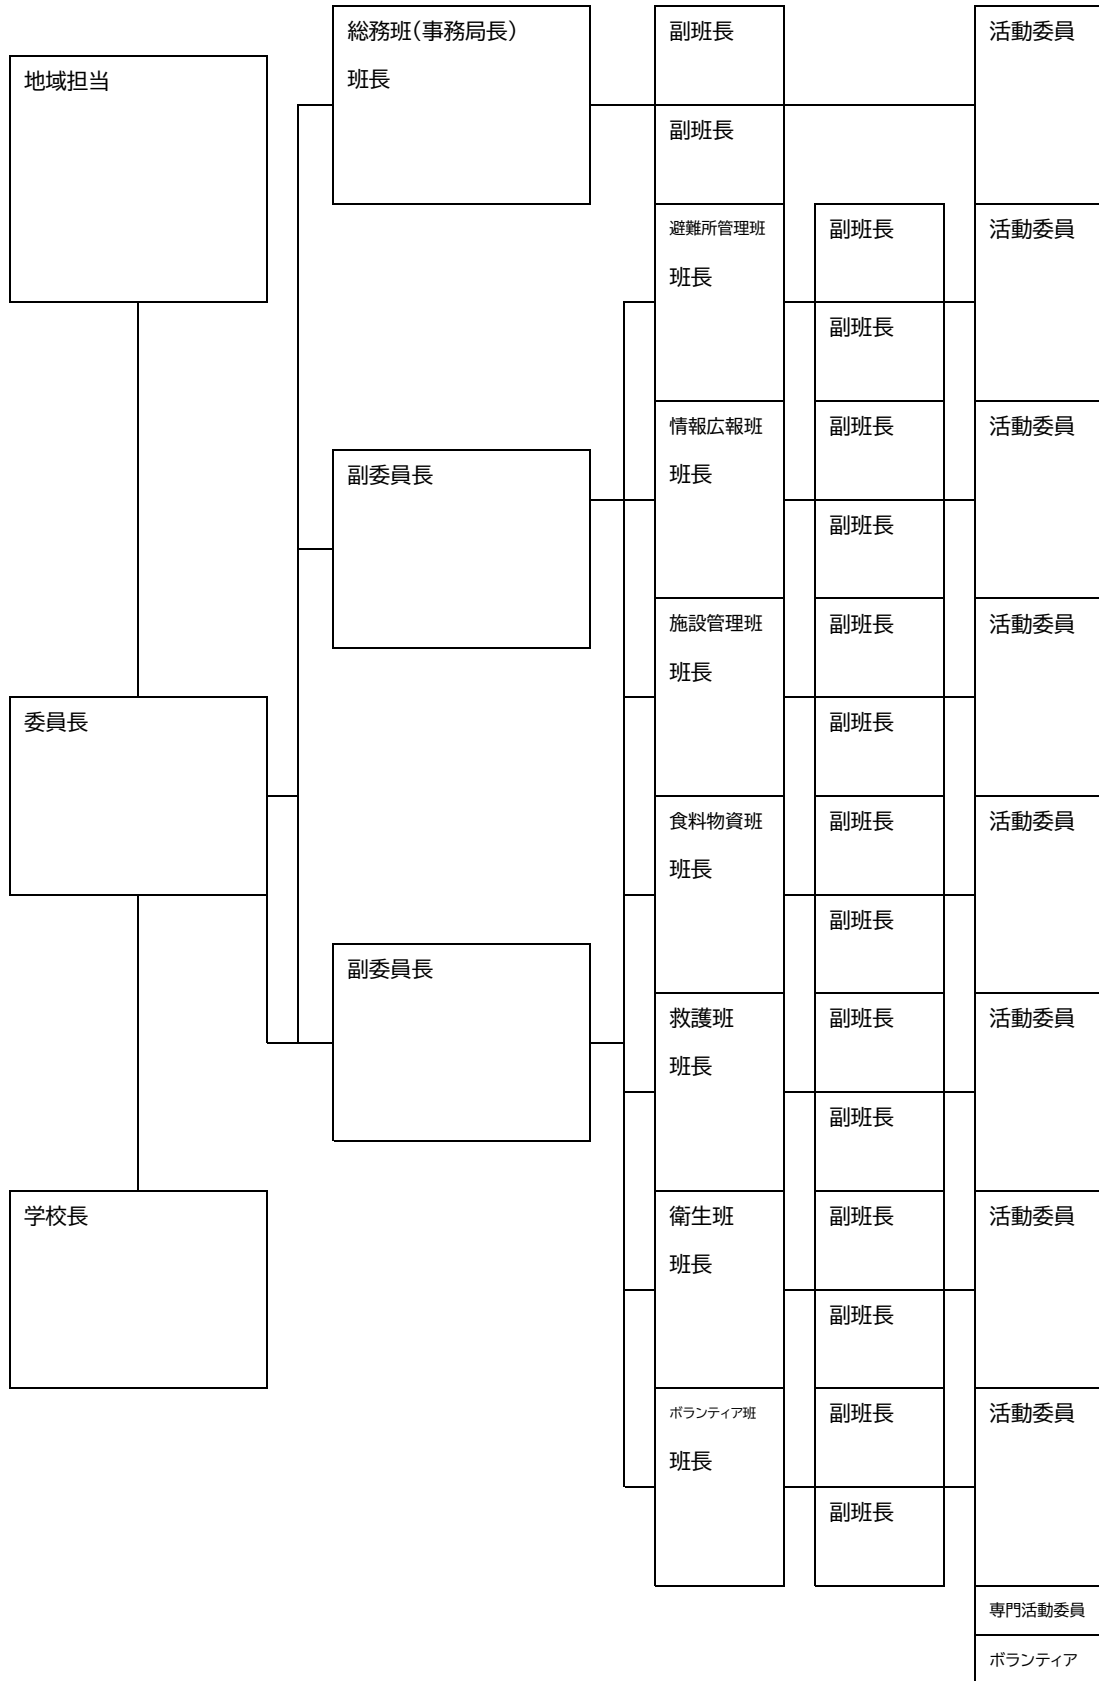 地域担当
委員長
学校長
総務班（事務局長）
班長
副委員長
副委員長
副班長
副班長
避難所管理班
班長
情報広報班
班長
施設管理班
班長
食料物資班
班長
救護班
班長
衛生班
班長
ボランティア班
班長
副班長
副班長
副班長
副班長
副班長
副班長
副班長
副班長
副班長
副班長
副班長
副班長
副班長
副班長
活動委員
活動委員
活動委員
活動委員
活動委員
活動委員
活動委員
活動委員
専門活動委員
ボランティア